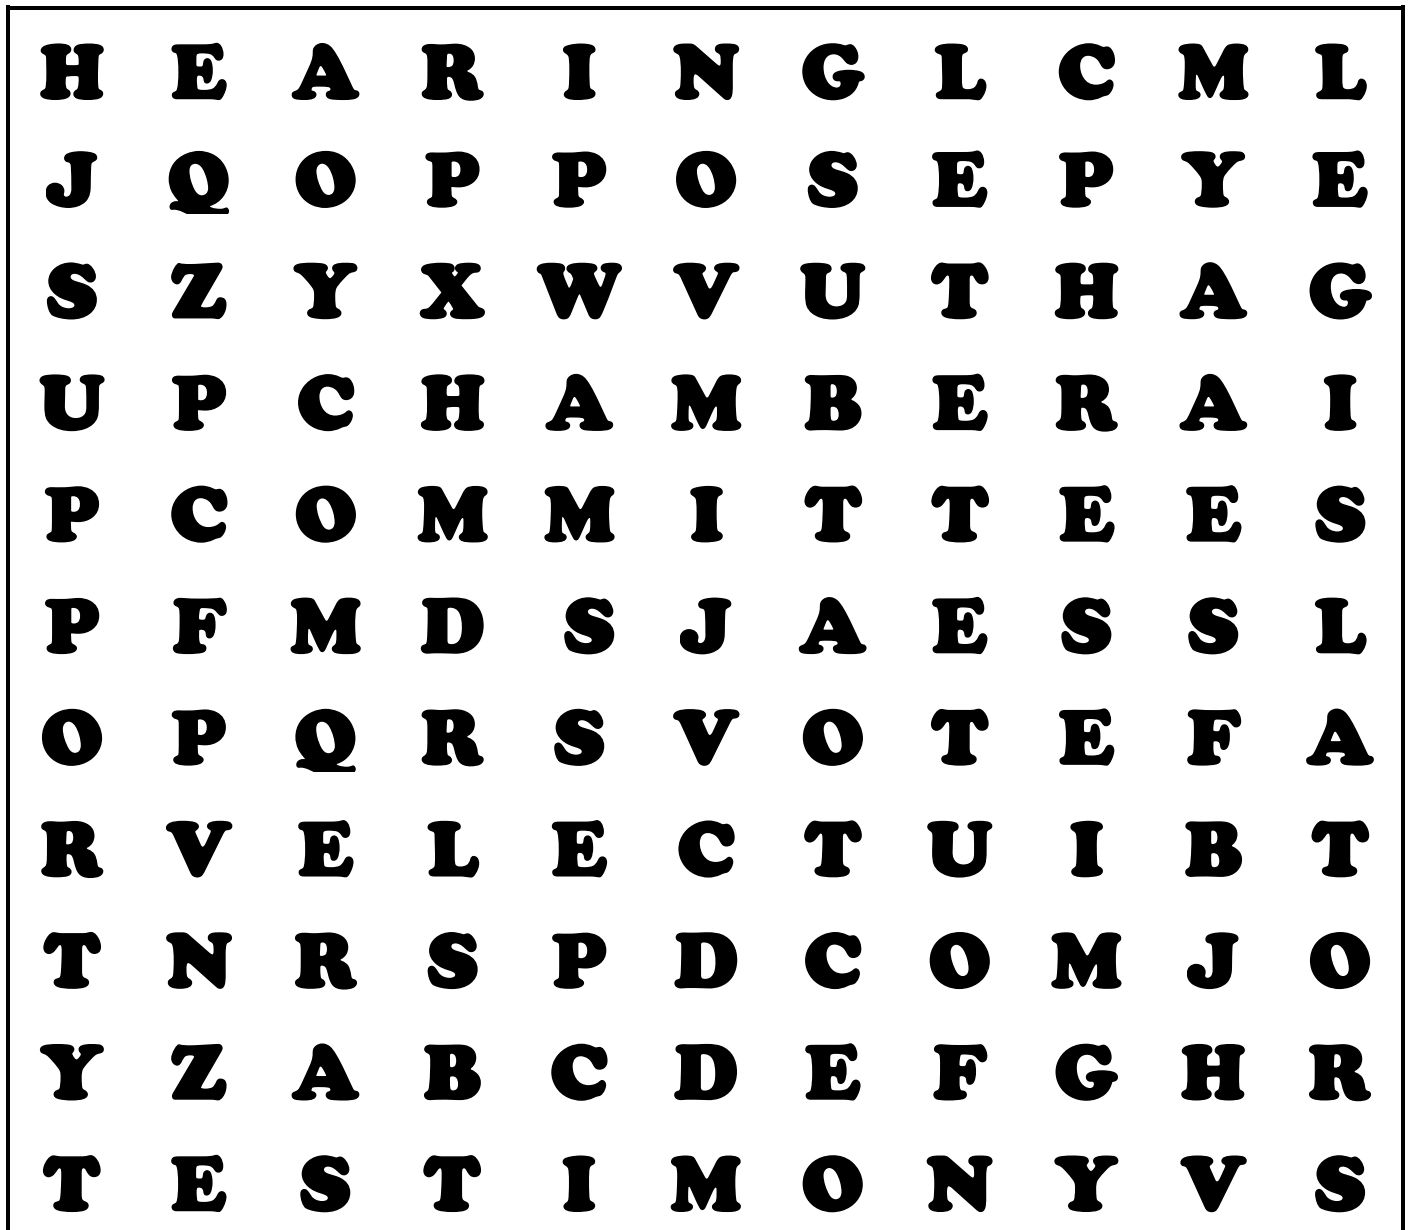 H E A R I N G L C M L
J Q O P P O S E P Y E
S Z Y X W V U T H A G
U P C H A M B E R A I
P C O M M I T T E E S
P F M D S J A E S S L
O P Q R S V O T E F A
R V E L E C T U I B T
T N R S P D C O M J O
Y Z A B C D E F G H R
T E S T I M O N Y V S